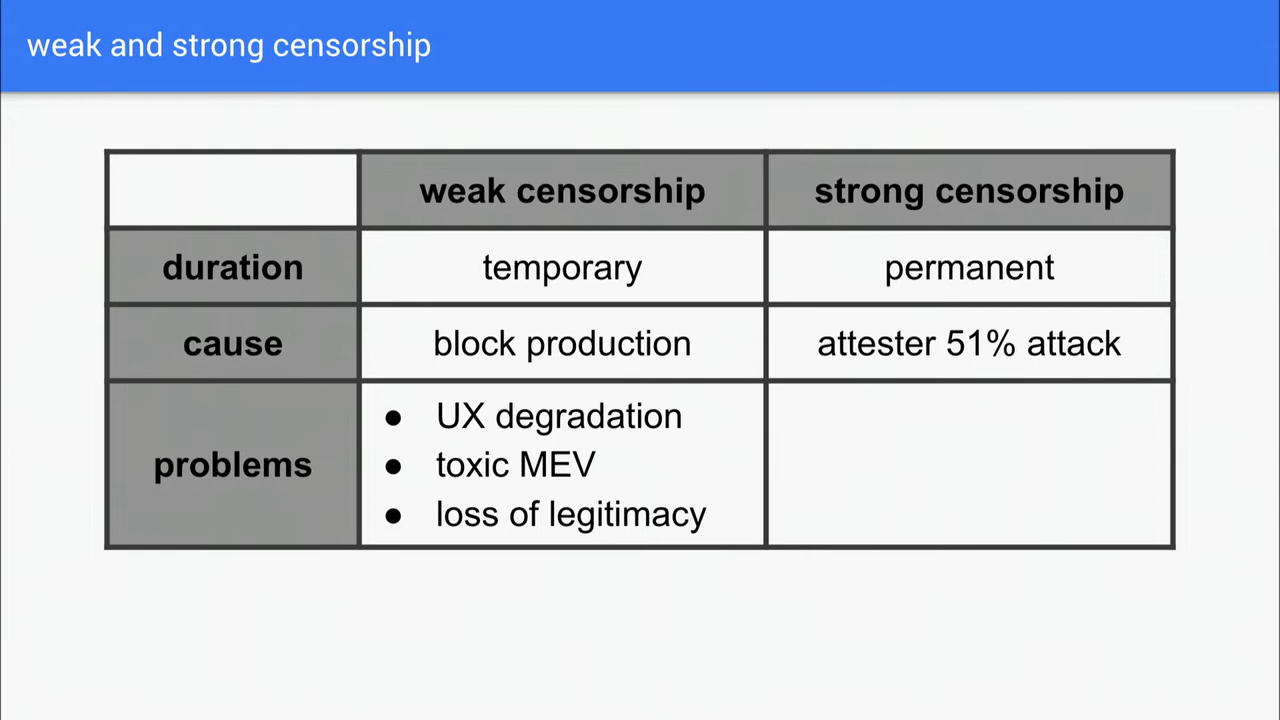 weak and strong censorship
weak censorship strong censorship
duration temporary permanent
cause block production attester 51% attack
problems
● UX degradation
● toxic MEV
● loss of legitimacy